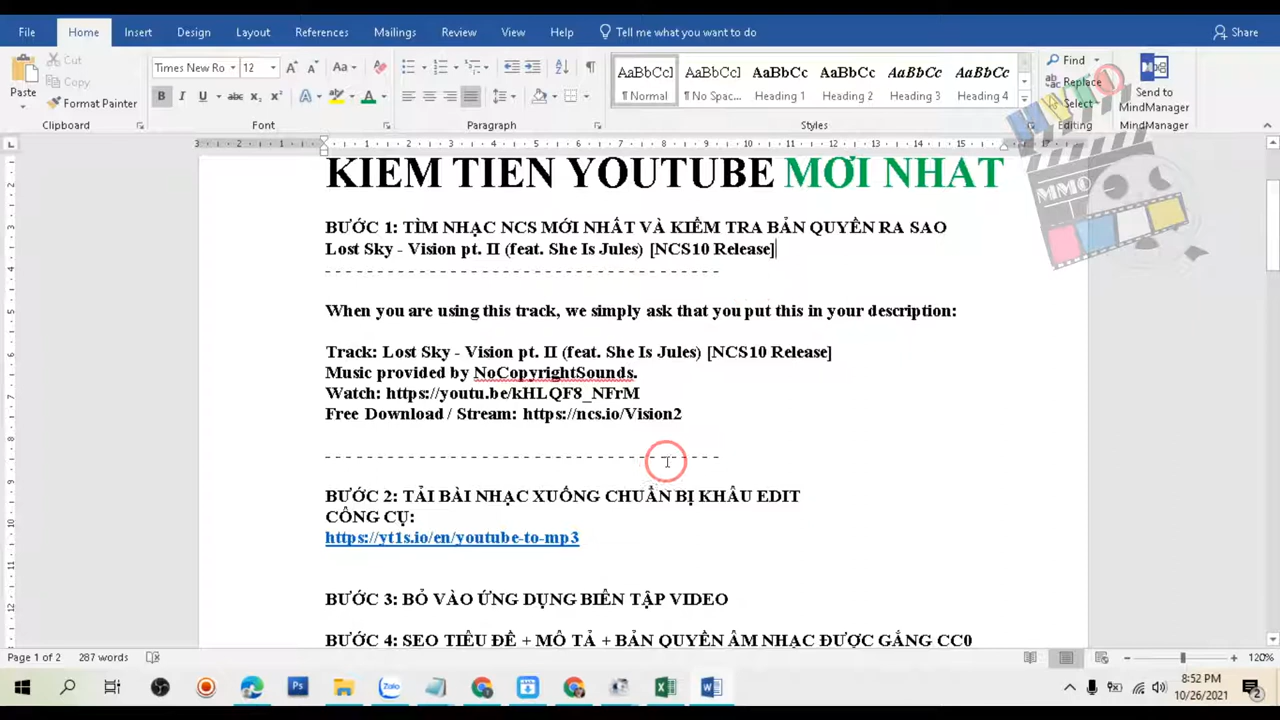 File Home Insert Design Layout References Mailings Review View Help Tell me what you want to do Share
Cut
Copy
Paste
Format Painter
Times New Ro 12
Find
Replace
Select
Send to
MindManager
AaBbCcI AaBbCcI AaBbCc AaBbCc AaBbCc AaBbCc
¶ Normal ¶ No Spac... Heading 1 Heading 2 Heading 3 Heading 4
Clipboard Font Paragraph Styles Editing MindManager
MMO
KIẾM TIỀN YOUTUBE MỚI NHẤT
BƯỚC 1: TÌM NHẠC NCS MỚI NHẤT VÀ KIỂM TRA BẢN QUYỀN RA SAO
Lost Sky - Vision pt. II (feat. She Is Jules) [NCS10 Release]
- - - - - - - - - - - - - - - - - - - - - - - - - - - - - - - - -
When you are using this track, we simply ask that you put this in your description:
Track: Lost Sky - Vision pt. II (feat. She Is Jules) [NCS10 Release]
Music provided by NoCopyrightSounds.
Watch: https://youtu.be/kHLQF8_NFrM
Free Download / Stream: https://ncs.io/Vision2
- - - - - - - - - - - - - - - - - - - - - - - - - - - - - - - - -
BƯỚC 2: TẢI BÀI NHẠC XUỐNG CHUẨN BỊ KHÂU EDIT
CÔNG CỤ:
https://yt1s.io/en/youtube-to-mp3
BƯỚC 3: BỎ VÀO ỨNG DỤNG BIÊN TẬP VIDEO
BƯỚC 4: SEO TIÊU ĐỀ + MÔ TẢ + BẢN QUYỀN ÂM NHẠC ĐƯỢC GẮNG CC0
Page 1 of 2 287 words 120%
8:52 PM
10/26/2021